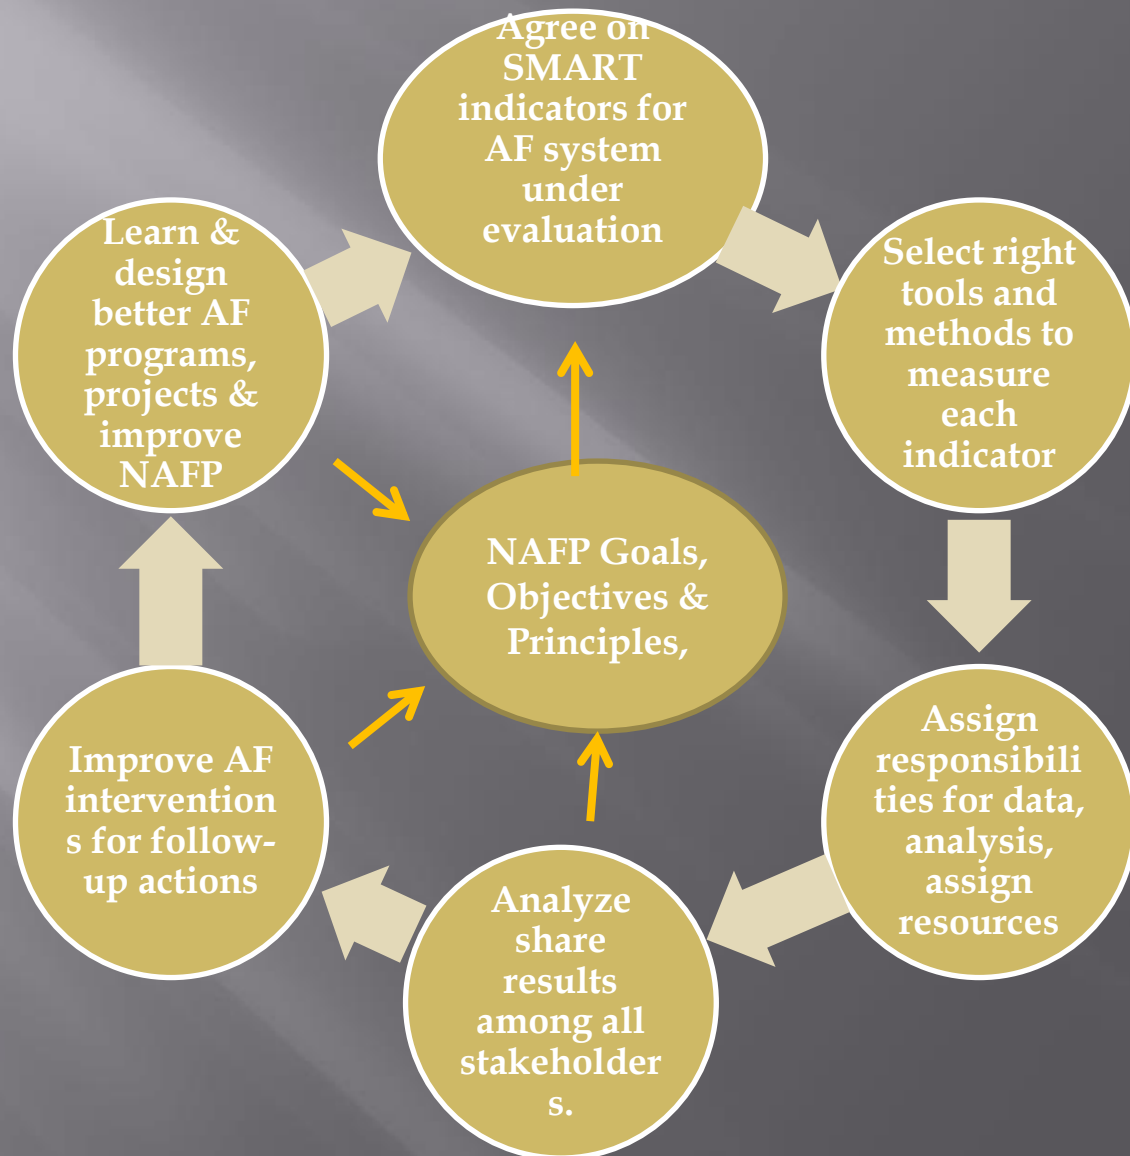 Agree on
SMART
indicators for
AF system
under
evaluation
Select right
tools and
methods to
measure
each
indicator
Assign
responsibili
ties for data,
analysis,
assign
resources
Analyze
share
results
among all
stakeholder
s.
Improve AF
intervention
s for follow-
up actions
Learn &
design
better AF
programs,
projects &
improve
NAFP
NAFP Goals,
Objectives &
Principles,